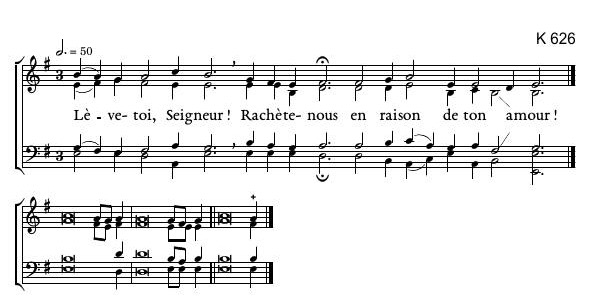 K 626
𝅗𝅥. = 50
Lè - ve-toi, Seigneur ! Rachète-nous en raison de ton amour !